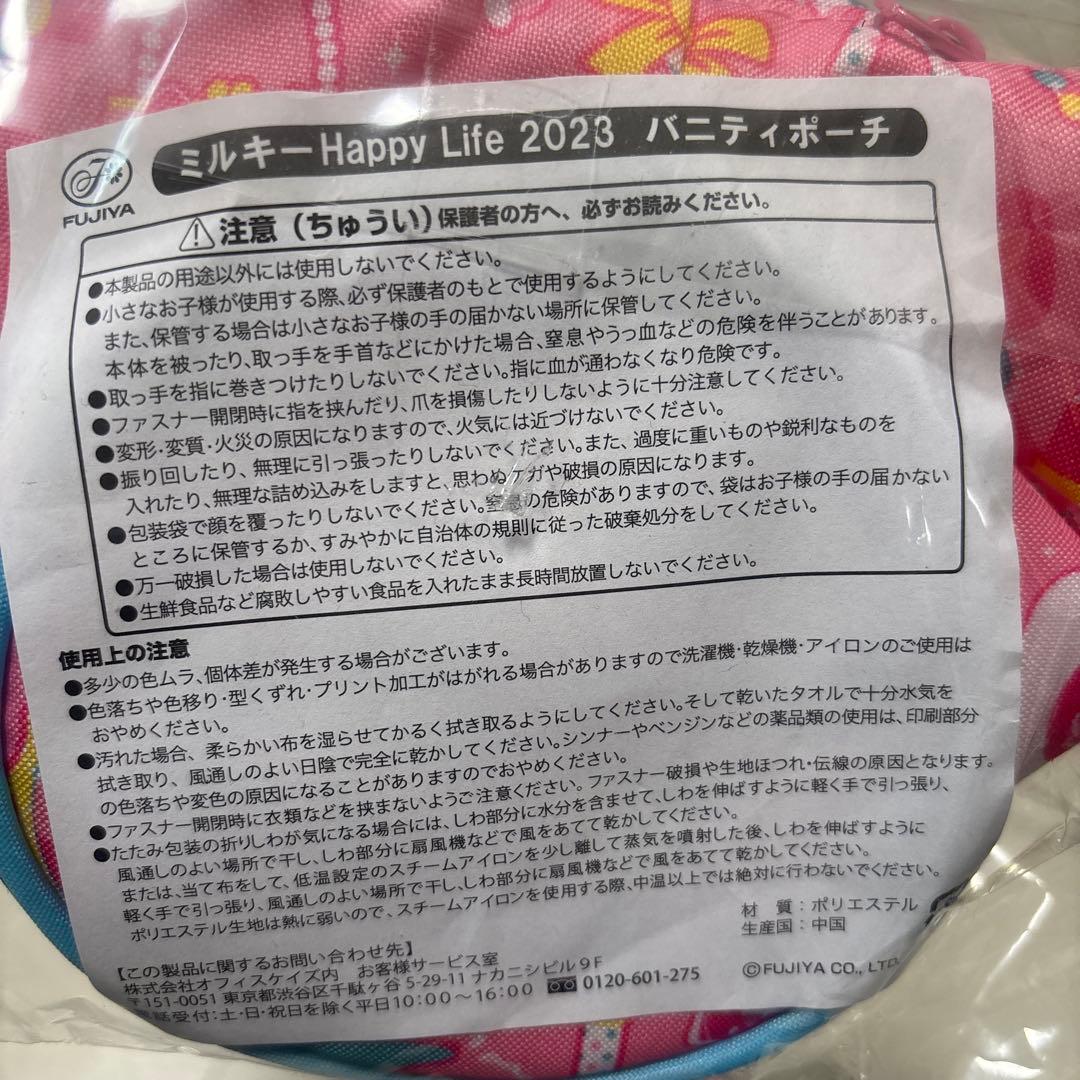 ミルキーHappy Life 2023 バニティポーチ
FUJIYA
注意（ちゅうい）保護者の方へ、必ずお読みください。
●本製品の用途以外には使用しないでください。
●小さなお子様が使用する際、必ず保護者のもとで使用するようにしてください。
また、保管する場合は小さなお子様の手の届かない場所に保管してください。
本体を被ったり、取っ手を手首などにかけた場合、窒息やうっ血などの危険を伴うことがあります。
●取っ手を指に巻きつけたりしないでください。指に血が通わなくなり危険です。
●ファスナー開閉時に指を挟んだり、爪を損傷したりしないように十分注意してください。
●変形・変質・火災の原因になりますので、火気には近づけないでください。
●振り回したり、無理に引っ張ったりしないでください。また、過度に重いものや鋭利なものを
入れたり、無理な詰め込みをしますと、思わぬケガや破損の原因になります。
●包装袋で顔を覆ったりしないでください。窒息の危険がありますので、袋はお子様の手の届かない
ところに保管するか、すみやかに自治体の規則に従った破棄処分をしてください。
●万一破損した場合は使用しないでください。
●生鮮食品など腐敗しやすい食品を入れたまま長時間放置しないでください。
使用上の注意
●多少の色ムラ、個体差が発生する場合がございます。
●色落ちや色移り・型くずれ・プリント加工がはがれる場合がありますので洗濯機・乾燥機・アイロンのご使用は
おやめください。
●汚れた場合、柔らかい布を湿らせてかるく拭き取るようにしてください。そして乾いたタオルで十分水気を
拭き取り、風通しのよい日陰で完全に乾かしてください。シンナーやベンジンなどの薬品類の使用は、印刷部分
の色落ちや変色の原因になることがありますのでおやめください。
●ファスナー開閉時に衣類などを挟まないようご注意ください。ファスナー破損や生地ほつれ・伝線の原因となります。
●たたみ包装の折りしわが気になる場合には、しわ部分に水分を含ませて、しわを伸ばすように軽く手で引っ張り、
風通しのよい場所で干し、しわ部分に扇風機などで風をあてて乾かしてください。
または、当て布をして、低温設定のスチームアイロンを少し離して蒸気を噴射した後、しわを伸ばすように
軽く手で引っ張り、風通しのよい場所で干し、しわ部分に扇風機などで風をあてて乾かしてください。
ポリエステル生地は熱に弱いので、スチームアイロンを使用する際、中温以上では絶対に行わないでください。
材 質：ポリエステル
生産国：中国
【この製品に関するお問い合わせ先】
株式会社オフィスケイズ内 お客様サービス室
〒151-0051 東京都渋谷区千駄ヶ谷 5-29-11 ナカニシビル9F 0120-601-275
電話受付：土・日・祝日を除く平日10:00〜16:00
©FUJIYA CO., LTD.